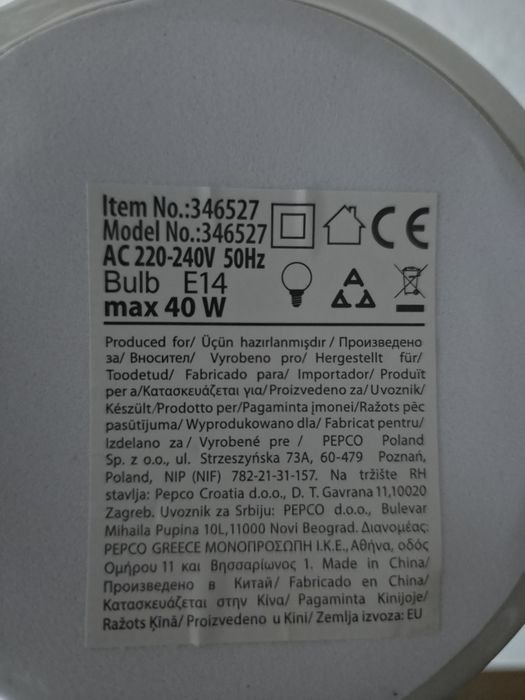 Item No.:346527
Model No.:346527
AC 220-240V 50Hz
Bulb E14
max 40 W
CE
Produced for/ Üçün hazırlanmışdır / Произведено
за/ Вносител/ Vyrobeno pro/ Hergestellt für/
Toodetud/ Fabricado para/ Importador/ Produït
per a/Κατασκευάζεται για/Proizvedeno za/Uvoznik/
Készült/Prodotto per/Pagaminta įmonei/Ražots pēc
pasūtījuma/ Wyprodukowano dla/ Fabricat pentru/
Izdelano za / Vyrobené pre / PEPCO Poland
Sp. z o.o., ul. Strzeszyńska 73A, 60-479 Poznań,
Poland, NIP (NIF) 782-21-31-157. Na tržište RH
stavlja: Pepco Croatia d.o.o., D. T. Gavrana 11,10020
Zagreb. Uvoznik za Srbiju: PEPCO d.o.o., Bulevar
Mihaila Pupina 10L,11000 Novi Beograd. Διανομέας:
PEPCO GREECE ΜΟΝΟΠΡΟΣΩΠΗ Ι.Κ.Ε., Αθήνα, οδός
Ομήρου 11 και Βησσαρίωνος 1. Made in China/
Произведено в Китай/ Fabricado en China/
Κατασκευάζεται στην Κίνα/ Pagaminta Kinijoje/
Ražots Ķīnā/ Proizvedeno u Kini/ Zemlja izvoza: EU